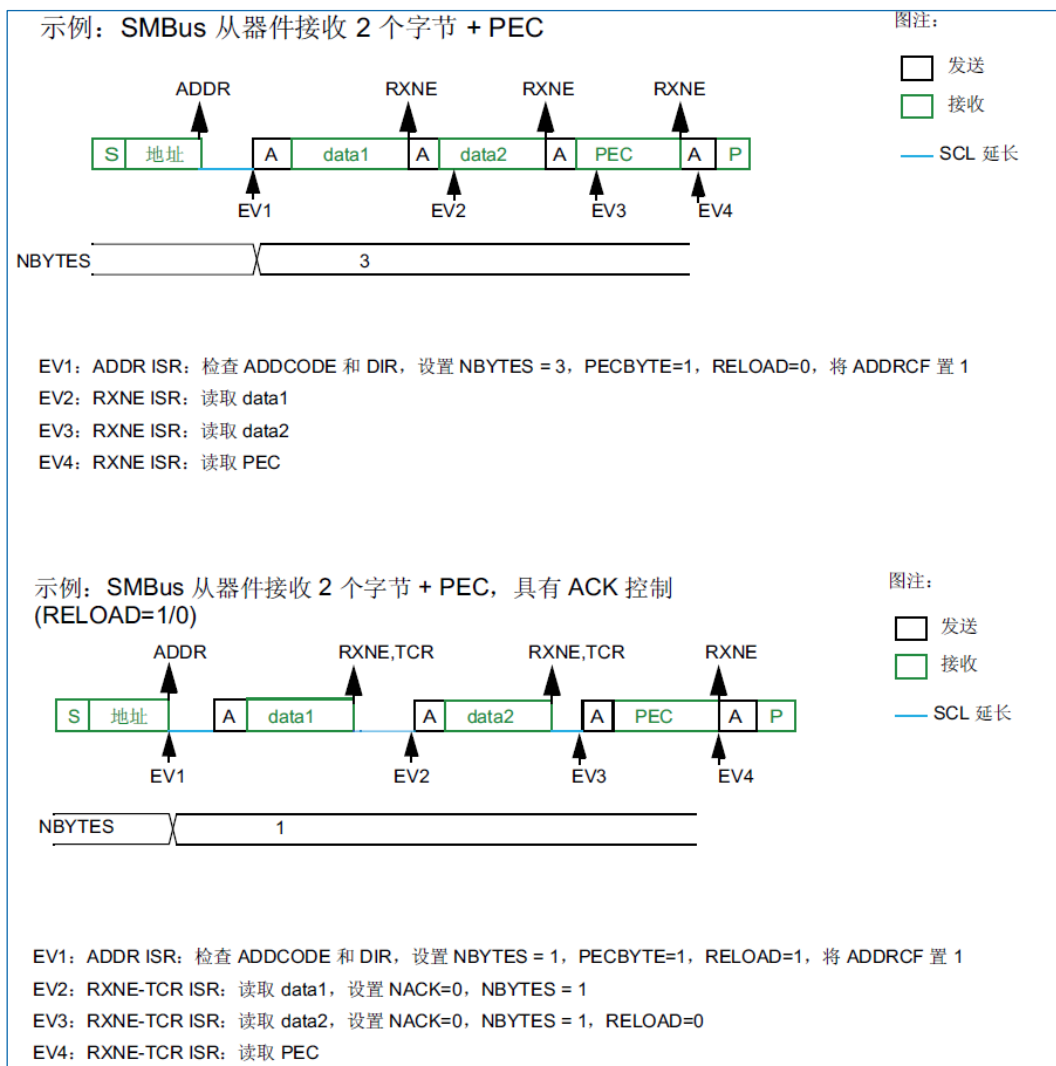 示例：SMBus 从器件接收 2 个字节 + PEC
图注：
发送
接收
SCL 延长
ADDR RXNE RXNE RXNE
S 地址 A data1 A data2 A PEC A P
EV1 EV2 EV3 EV4
NBYTES 3
EV1：ADDR ISR：检查 ADDCODE 和 DIR，设置 NBYTES = 3，PECBYTE=1，RELOAD=0，将 ADDRCF 置 1
EV2：RXNE ISR：读取 data1
EV3：RXNE ISR：读取 data2
EV4：RXNE ISR：读取 PEC
示例：SMBus 从器件接收 2 个字节 + PEC，具有 ACK 控制
(RELOAD=1/0)
图注：
发送
接收
SCL 延长
ADDR RXNE,TCR RXNE,TCR RXNE
S 地址 A data1 A data2 A PEC A P
EV1 EV2 EV3 EV4
NBYTES 1
EV1：ADDR ISR：检查 ADDCODE 和 DIR，设置 NBYTES = 1，PECBYTE=1，RELOAD=1，将 ADDRCF 置 1
EV2：RXNE-TCR ISR：读取 data1，设置 NACK=0，NBYTES = 1
EV3：RXNE-TCR ISR：读取 data2，设置 NACK=0，NBYTES = 1，RELOAD=0
EV4：RXNE-TCR ISR：读取 PEC